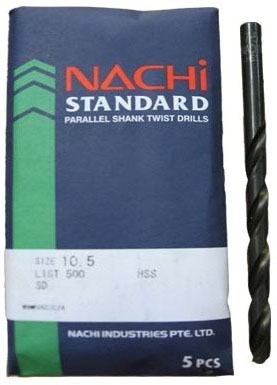 NACHi
STANDARD
PARALLEL SHANK TWIST DRILLS
SIZE 10.5
LIST 500 HSS
SD
NACHI INDUSTRIES PTE. LTD.
5 PCS